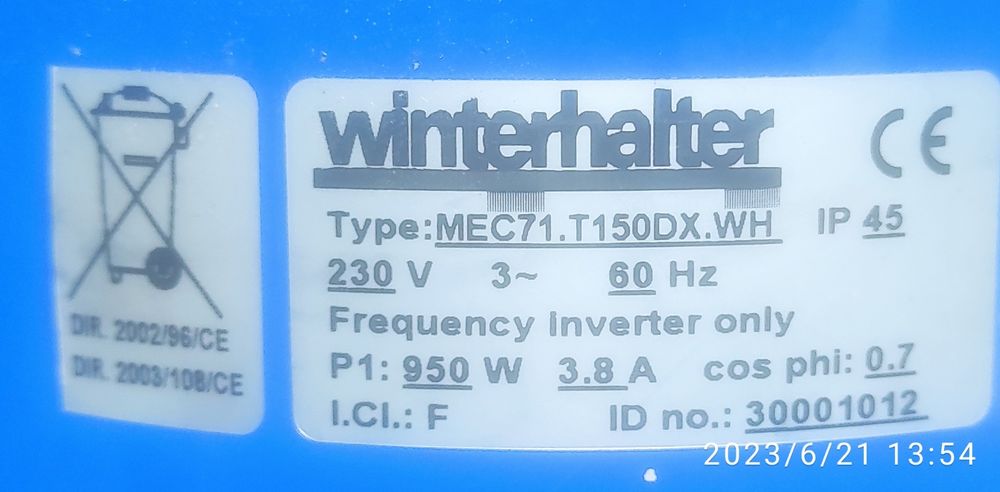 DIR. 2002/96/CE
DIR. 2003/108/CE
winterhalter CE
Type: MEC71.T150DX.WH IP 45
230 V 3~ 60 Hz
Frequency inverter only
P1: 950 W 3.8 A cos phi: 0.7
I.Cl.: F ID no.: 30001012
2023/6/21 13:54